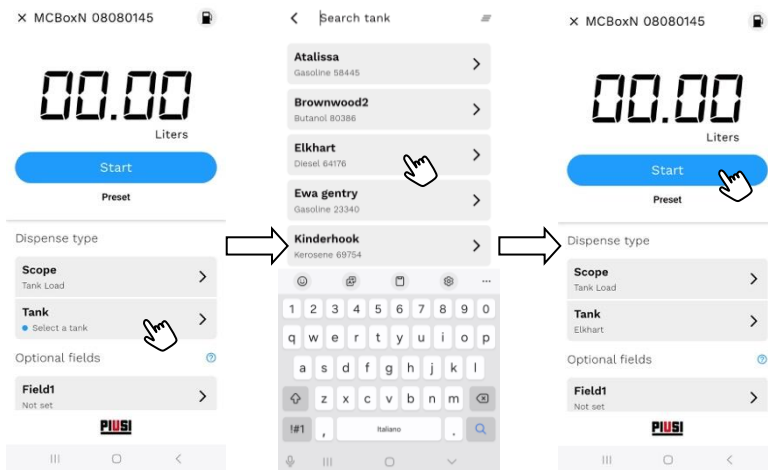 × MCBoxN 08080145
00.00
Liters
Start
Preset
Dispense type
Scope
Tank Load
Tank
Select a tank
Optional fields
?
Field1
Not set
PIUSI
Search tank
Atalissa
Gasoline 58445
Brownwood2
Butanol 80386
Elkhart
Diesel 64176
Ewa gentry
Gasoline 23340
Kinderhook
Kerosene 69754
1 2 3 4 5 6 7 8 9 0
q w e r t y u i o p
a s d f g h j k l
z x c v b n m
!#1 , Italiano .
× MCBoxN 08080145
00.00
Liters
Start
Preset
Dispense type
Scope
Tank Load
Tank
Elkhart
Optional fields
?
Field1
Not set
PIUSI